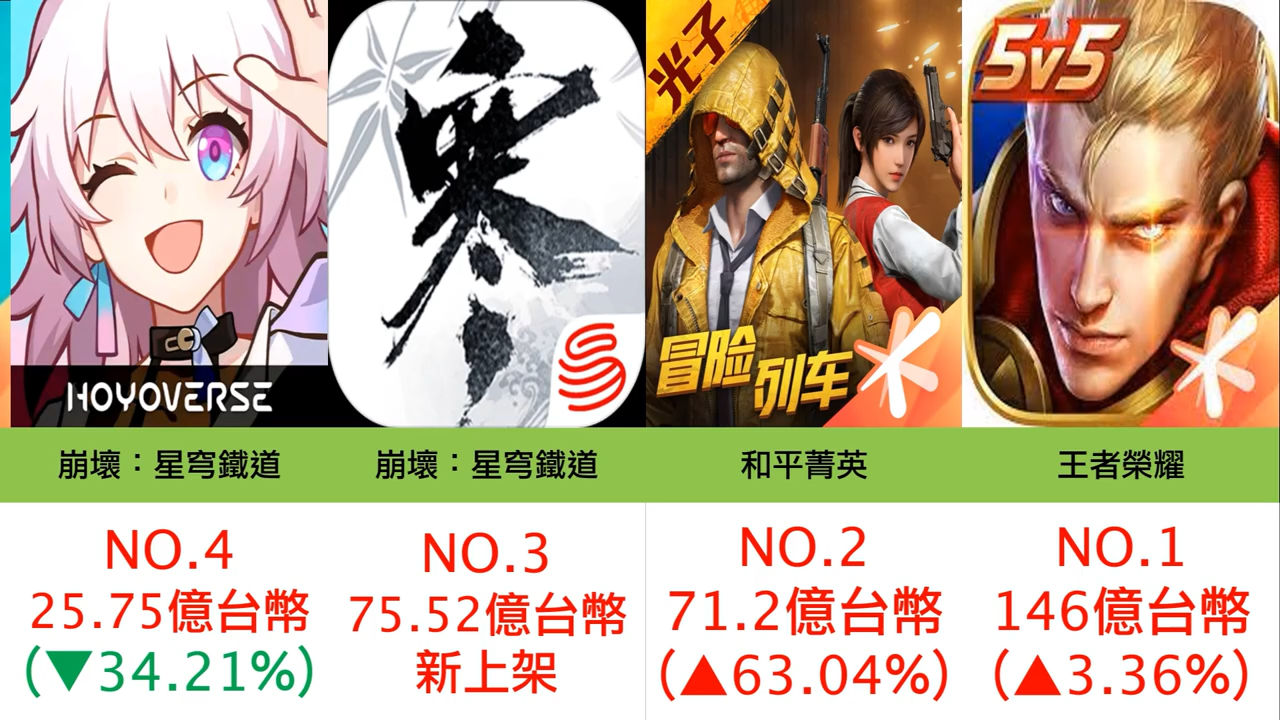 HOYOVERSE
寒
光子
冒险
列车
5v5
崩壞：星穹鐵道
崩壞：星穹鐵道
和平菁英
王者榮耀
NO.4
25.75億台幣
(▼34.21%)
NO.3
75.52億台幣
新上架
NO.2
71.2億台幣
(▲63.04%)
NO.1
146億台幣
(▲3.36%)